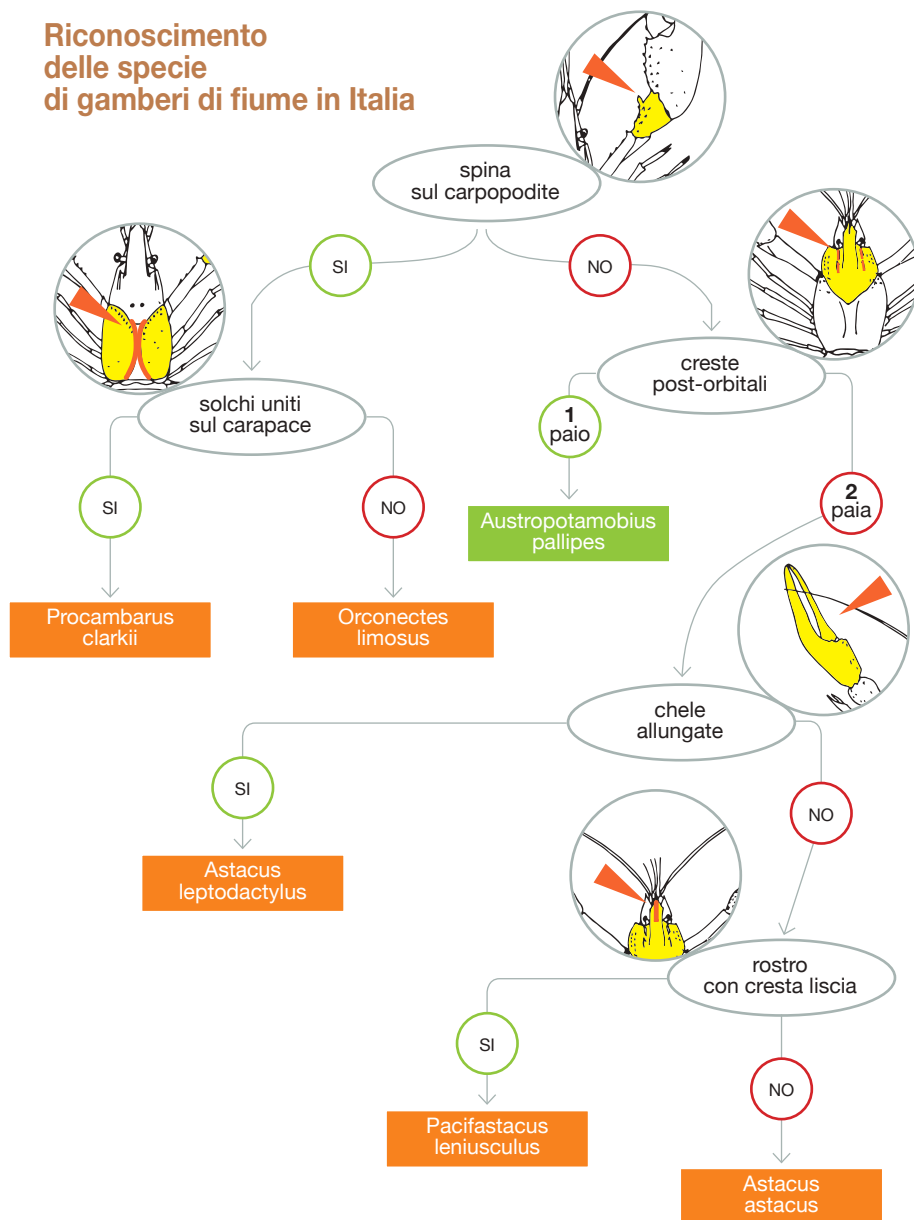 Riconoscimento
delle specie
di gamberi di fiume in Italia
spina
sul carpopodite
SI
NO
solchi uniti
sul carapace
creste
post-orbitali
1
paio
2
paia
SI
NO
Austropotamobius
pallipes
Procambarus
clarkii
Orconectes
limosus
chele
allungate
SI
NO
Astacus
leptodactylus
rostro
con cresta liscia
SI
NO
Pacifastacus
leniusculus
Astacus
astacus